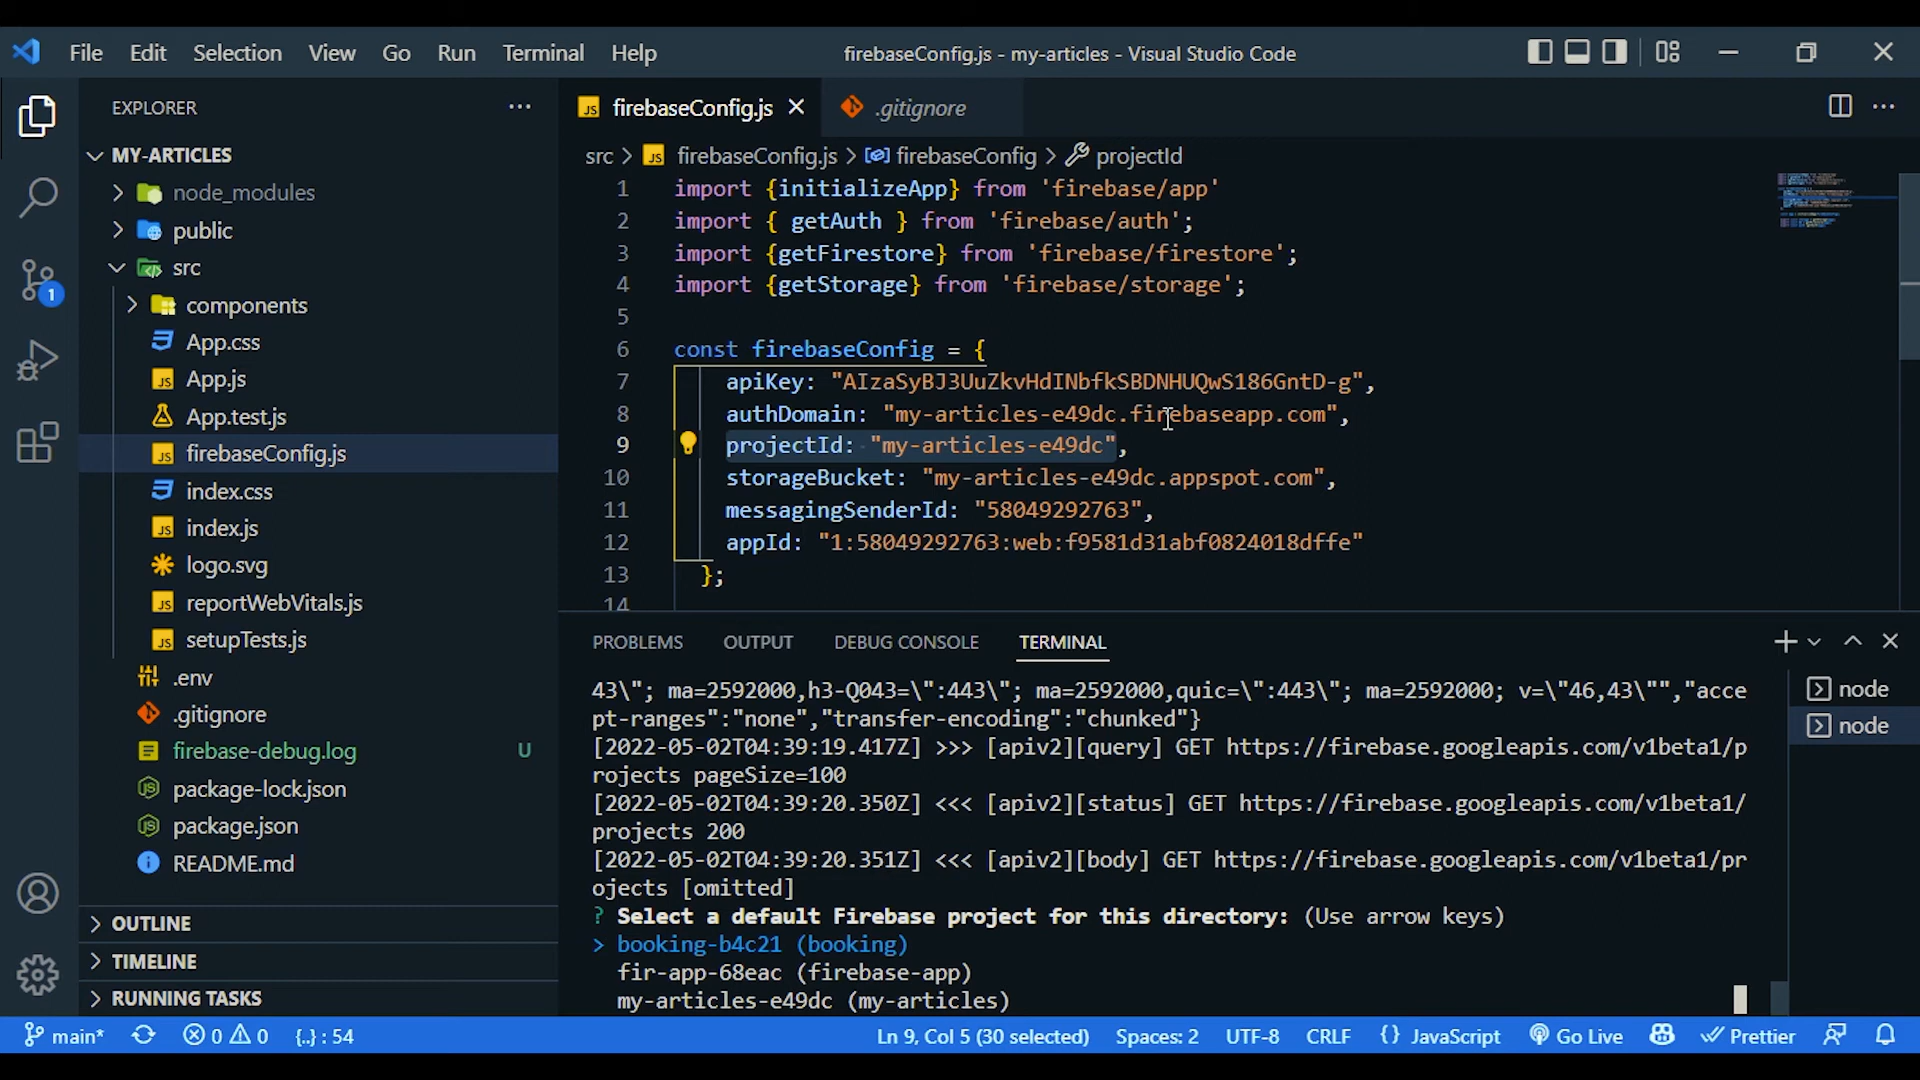 File Edit Selection View Go Run Terminal Help
firebaseConfig.js - my-articles - Visual Studio Code
EXPLORER
MY-ARTICLES
node_modules
public
src
components
App.css
App.js
App.test.js
firebaseConfig.js
index.css
index.js
logo.svg
reportWebVitals.js
setupTests.js
.env
.gitignore
firebase-debug.log U
package-lock.json
package.json
README.md
OUTLINE
TIMELINE
RUNNING TASKS
1
JS firebaseConfig.js
.gitignore
src > JS firebaseConfig.js > firebaseConfig > projectId
1 import {initializeApp} from 'firebase/app'
2 import { getAuth } from 'firebase/auth';
3 import {getFirestore} from 'firebase/firestore';
4 import {getStorage} from 'firebase/storage';
5
6 const firebaseConfig = {
7 apiKey: "AIzaSyBJ3UuZkvHdINbfkSBDNHUQwS186GntD-g",
8 authDomain: "my-articles-e49dc.firebaseapp.com",
9 projectId: "my-articles-e49dc",
10 storageBucket: "my-articles-e49dc.appspot.com",
11 messagingSenderId: "58049292763",
12 appId: "1:58049292763:web:f9581d31abf0824018dffe"
13 };
14
PROBLEMS OUTPUT DEBUG CONSOLE TERMINAL
43\"; ma=2592000,h3-Q043=\":443\"; ma=2592000,quic=\":443\"; ma=2592000; v=\"46,43\"","acce
pt-ranges":"none","transfer-encoding":"chunked"}
[2022-05-02T04:39:19.417Z] >>> [apiv2][query] GET https://firebase.googleapis.com/v1beta1/p
rojects pageSize=100
[2022-05-02T04:39:20.350Z] <<< [apiv2][status] GET https://firebase.googleapis.com/v1beta1/
projects 200
[2022-05-02T04:39:20.351Z] <<< [apiv2][body] GET https://firebase.googleapis.com/v1beta1/pr
ojects [omitted]
? Select a default Firebase project for this directory: (Use arrow keys)
> booking-b4c21 (booking)
fir-app-68eac (firebase-app)
my-articles-e49dc (my-articles)
node
node
main* 0 0 {..} : 54
Ln 9, Col 5 (30 selected) Spaces: 2 UTF-8 CRLF {} JavaScript Go Live Prettier